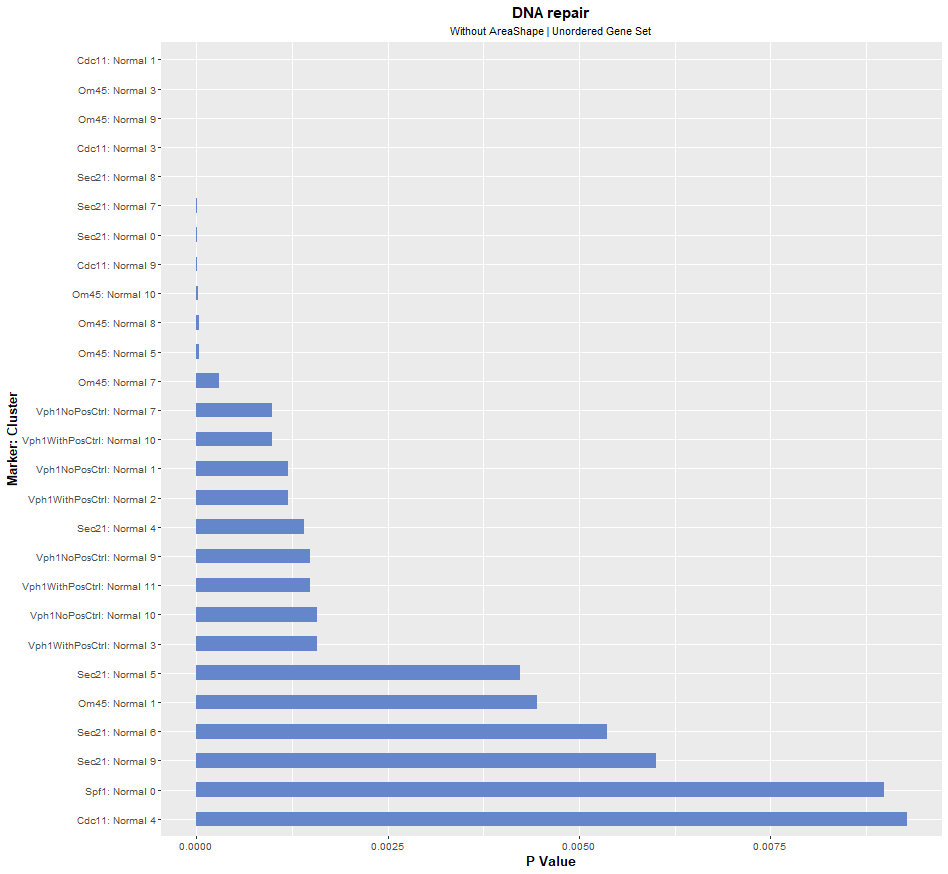 DNA repair
Without AreaShape | Unordered Gene Set
Cdc11: Normal 1
Om45: Normal 3
Om45: Normal 9
Cdc11: Normal 3
Sec21: Normal 8
Sec21: Normal 7
Sec21: Normal 0
Cdc11: Normal 9
Om45: Normal 10
Om45: Normal 8
Om45: Normal 5
Om45: Normal 7
Vph1NoPosCtrl: Normal 7
Vph1WithPosCtrl: Normal 10
Vph1NoPosCtrl: Normal 1
Vph1WithPosCtrl: Normal 2
Sec21: Normal 4
Vph1NoPosCtrl: Normal 9
Vph1WithPosCtrl: Normal 11
Vph1NoPosCtrl: Normal 10
Vph1WithPosCtrl: Normal 3
Sec21: Normal 5
Om45: Normal 1
Sec21: Normal 6
Sec21: Normal 9
Spf1: Normal 0
Cdc11: Normal 4
Marker: Cluster
0.0000 0.0025 0.0050 0.0075
P Value